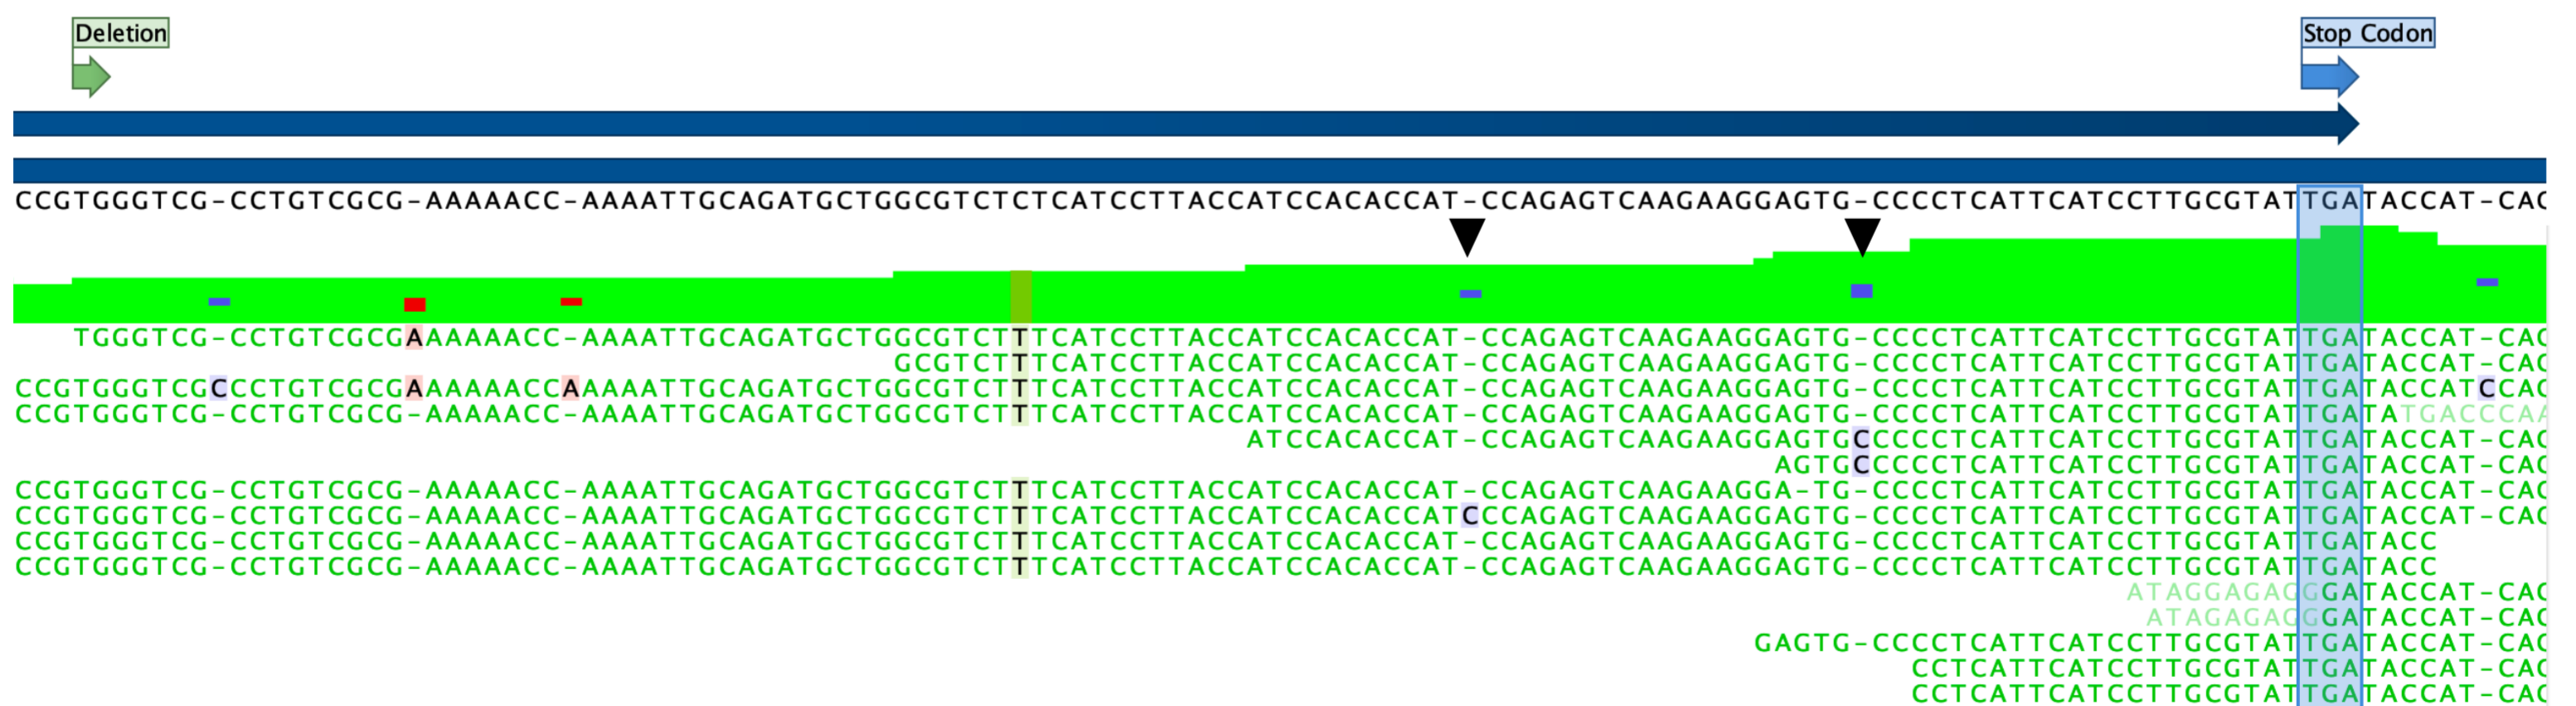 Deletion
Stop Codon
CCGTGGGTCG-CCTGTCGCG-AAAAACC-AAAATTGCAGATGCTGGCGTCTCTCATCCTTACCATCCACACCAT-CCAGAGTCAAGAAGGAGTG-CCCCTCATTCATCCTTGCGTATTGATACCAT-CAC
TGGGTCG-CCTGTCGCGAAAAAACC-AAAATTGCAGATGCTGGCGTCTTTCATCCTTACCATCCACACCAT-CCAGAGTCAAGAAGGAGTG-CCCCTCATTCATCCTTGCGTATTGATACCAT-CAC
GCGTCTTTCATCCTTACCATCCACACCAT-CCAGAGTCAAGAAGGAGTG-CCCCTCATTCATCCTTGCGTATTGATACCAT-CAC
CCGTGGGTCGCCCTGTCGCGAAAAAACCAAAAATTGCAGATGCTGGCGTCTTTCATCCTTACCATCCACACCAT-CCAGAGTCAAGAAGGAGTG-CCCCTCATTCATCCTTGCGTATTGATACCATCCAC
CCGTGGGTCG-CCTGTCGCG-AAAAACC-AAAATTGCAGATGCTGGCGTCTTTCATCCTTACCATCCACACCAT-CCAGAGTCAAGAAGGAGTG-CCCCTCATTCATCCTTGCGTATTGATATGACCCAA
ATCCACACCAT-CCAGAGTCAAGAAGGAGTGCCCCCTCATTCATCCTTGCGTATTGATACCAT-CAC
AGTGCCCCCTCATTCATCCTTGCGTATTGATACCAT-CAC
CCGTGGGTCG-CCTGTCGCG-AAAAACC-AAAATTGCAGATGCTGGCGTCTTTCATCCTTACCATCCACACCAT-CCAGAGTCAAGAAGGA-TG-CCCCTCATTCATCCTTGCGTATTGATACCAT-CAC
CCGTGGGTCG-CCTGTCGCG-AAAAACC-AAAATTGCAGATGCTGGCGTCTTTCATCCTTACCATCCACACCATCCCAGAGTCAAGAAGGAGTG-CCCCTCATTCATCCTTGCGTATTGATACCAT-CAC
CCGTGGGTCG-CCTGTCGCG-AAAAACC-AAAATTGCAGATGCTGGCGTCTTTCATCCTTACCATCCACACCAT-CCAGAGTCAAGAAGGAGTG-CCCCTCATTCATCCTTGCGTATTGATACC
CCGTGGGTCG-CCTGTCGCG-AAAAACC-AAAATTGCAGATGCTGGCGTCTTTCATCCTTACCATCCACACCAT-CCAGAGTCAAGAAGGAGTG-CCCCTCATTCATCCTTGCGTATTGATACC
ATAGGAGAGGGATACCAT-CAC
ATAGAGAGGGATACCAT-CAC
GAGTG-CCCCTCATTCATCCTTGCGTATTGATACCAT-CAC
CCTCATTCATCCTTGCGTATTGATACCAT-CAC
CCTCATTCATCCTTGCGTATTGATACCAT-CAC